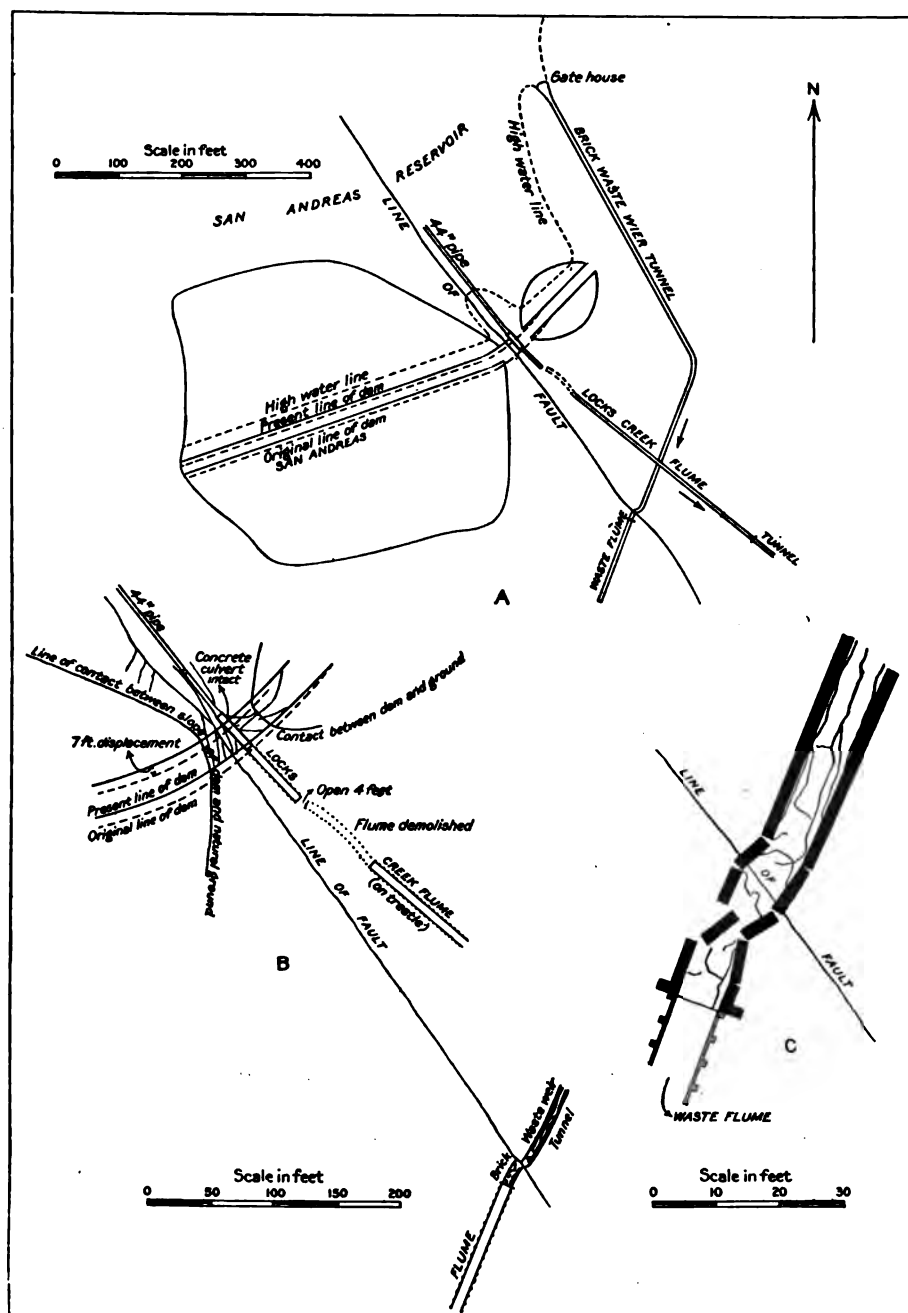 Gate house
N
Scale in feet
0 100 200 300 400
SAN ANDREAS RESERVOIR
High water line
BRICK WASTE WIER TUNNEL
LINE OF FAULT
44" pipe
High water line
Present line of dam
Original line of dam
SAN ANDREAS
LOCKS CREEK FLUME
WASTE FLUME
TUNNEL
A
44" pipe
Concrete
culvert
intact
Line of contact between slope of dam and natural ground
Contact between dam and ground
7 ft. displacement
Present line of dam
Original line of dam
LOCKS
Open 4 feet
Flume demolished
CREEK FLUME
(on trestle)
LINE OF FAULT
B
Brick Waste weir
Tunnel
FLUME
Scale in feet
0 50 100 150 200
LINE OF FAULT
C
WASTE FLUME
Scale in feet
0 10 20 30